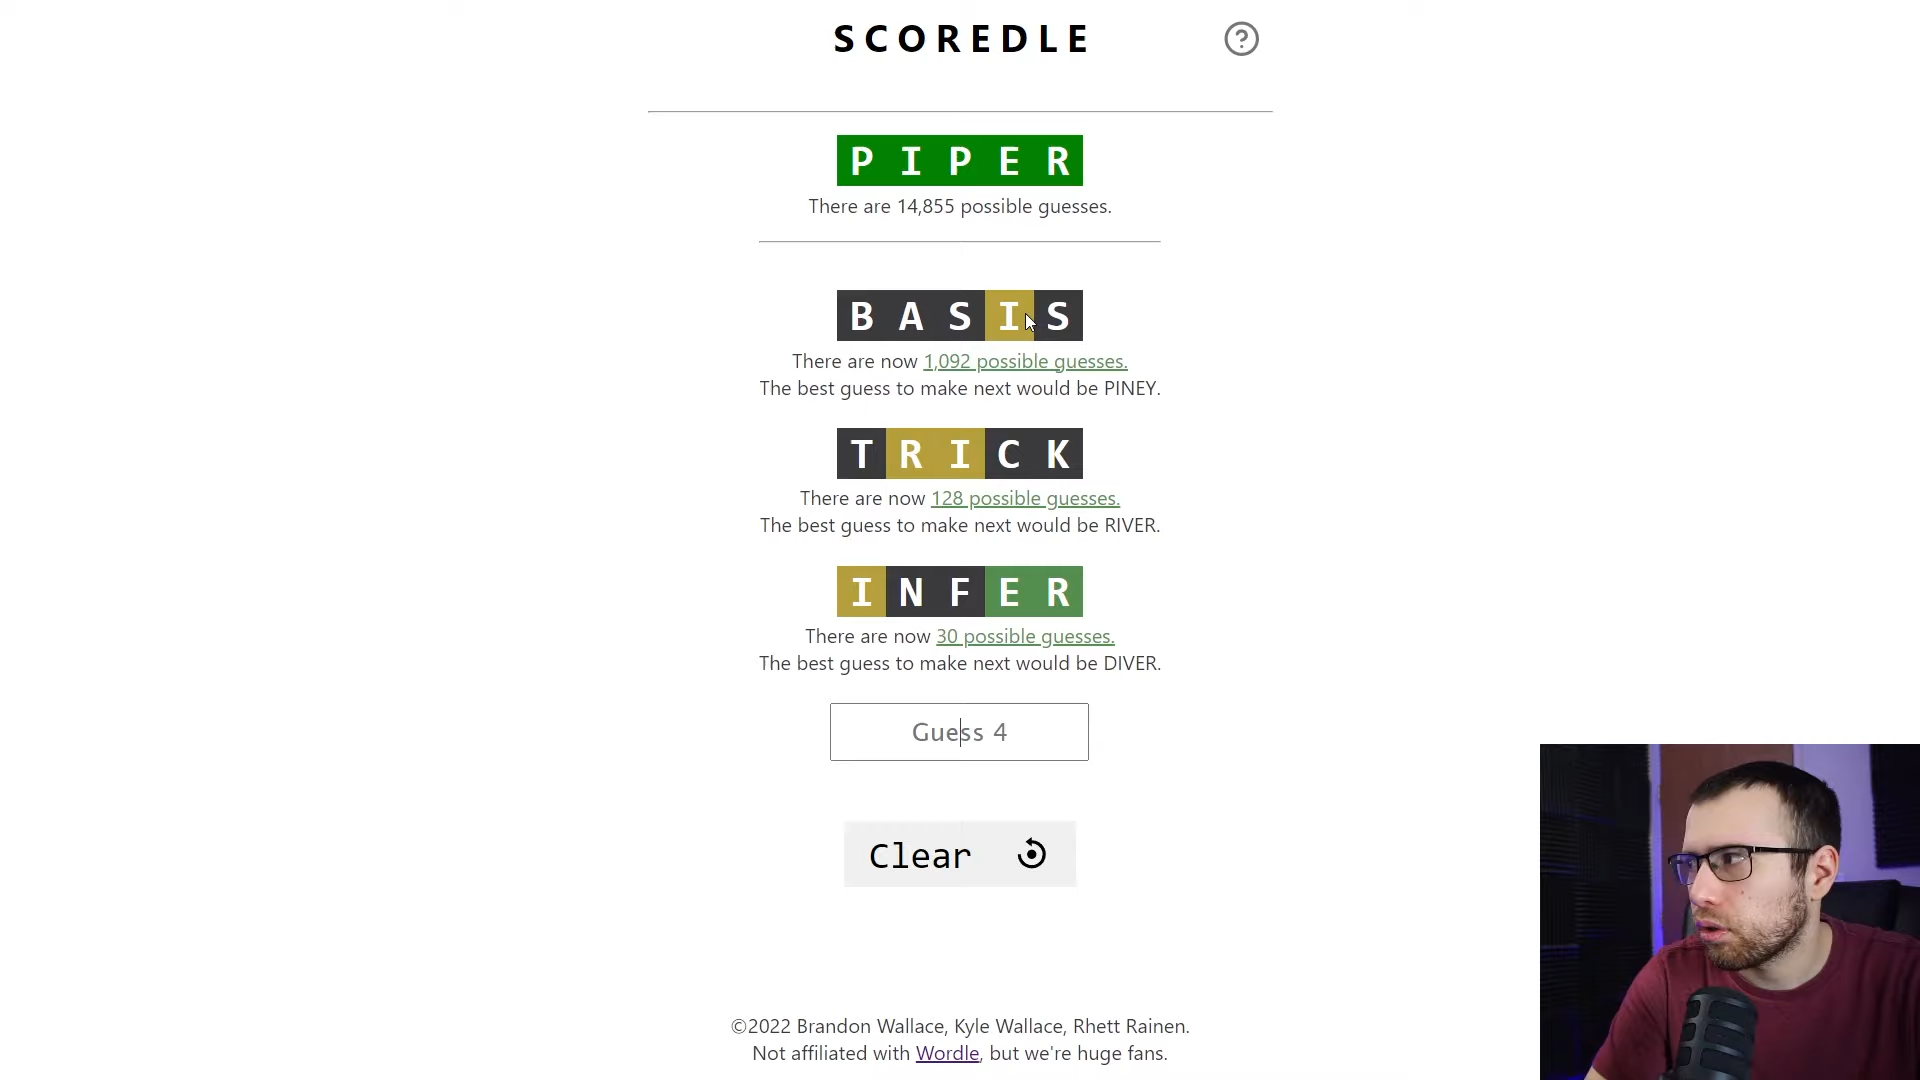 SCOREDLE
PIPER
There are 14,855 possible guesses.
BASIS
There are now 1,092 possible guesses.
The best guess to make next would be PINEY.
TRICK
There are now 128 possible guesses.
The best guess to make next would be RIVER.
INFER
There are now 30 possible guesses.
The best guess to make next would be DIVER.
Guess 4
Clear
©2022 Brandon Wallace, Kyle Wallace, Rhett Rainen.
Not affiliated with Wordle, but we're huge fans.